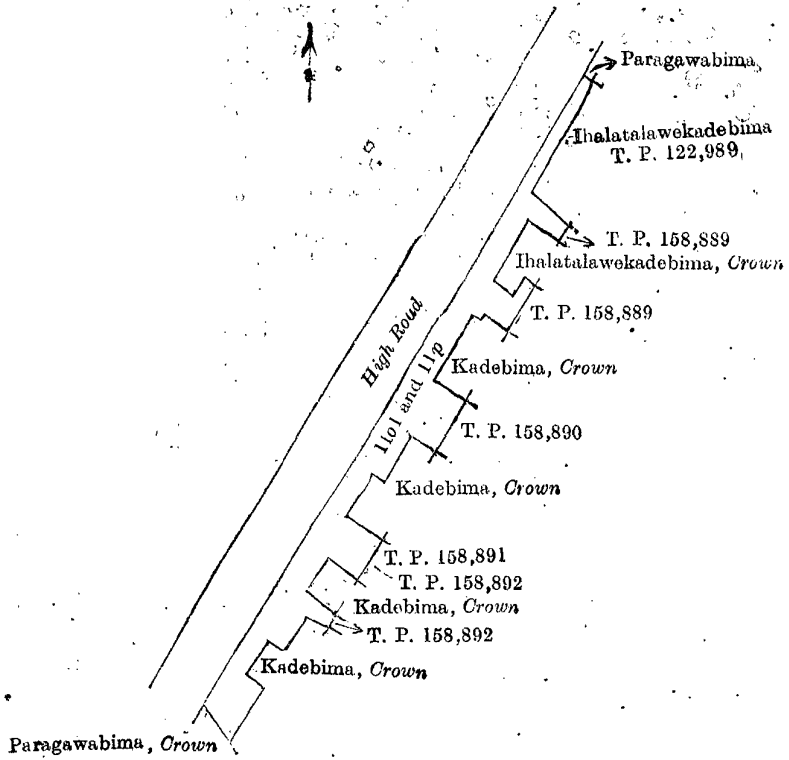 Paragawabima
Ihalatalawekadebima
T. P. 122,989
T. P. 158,889
Ihalatalawekadebima, Crown
T. P. 158,889
High Road
11o1 and 11p
Kadebima, Crown
T. P. 158,890
Kadebima, Crown
T. P. 158,891
T. P. 158,892
Kadebima, Crown
T. P. 158,892
Kadebima, Crown
Paragawabima, Crown